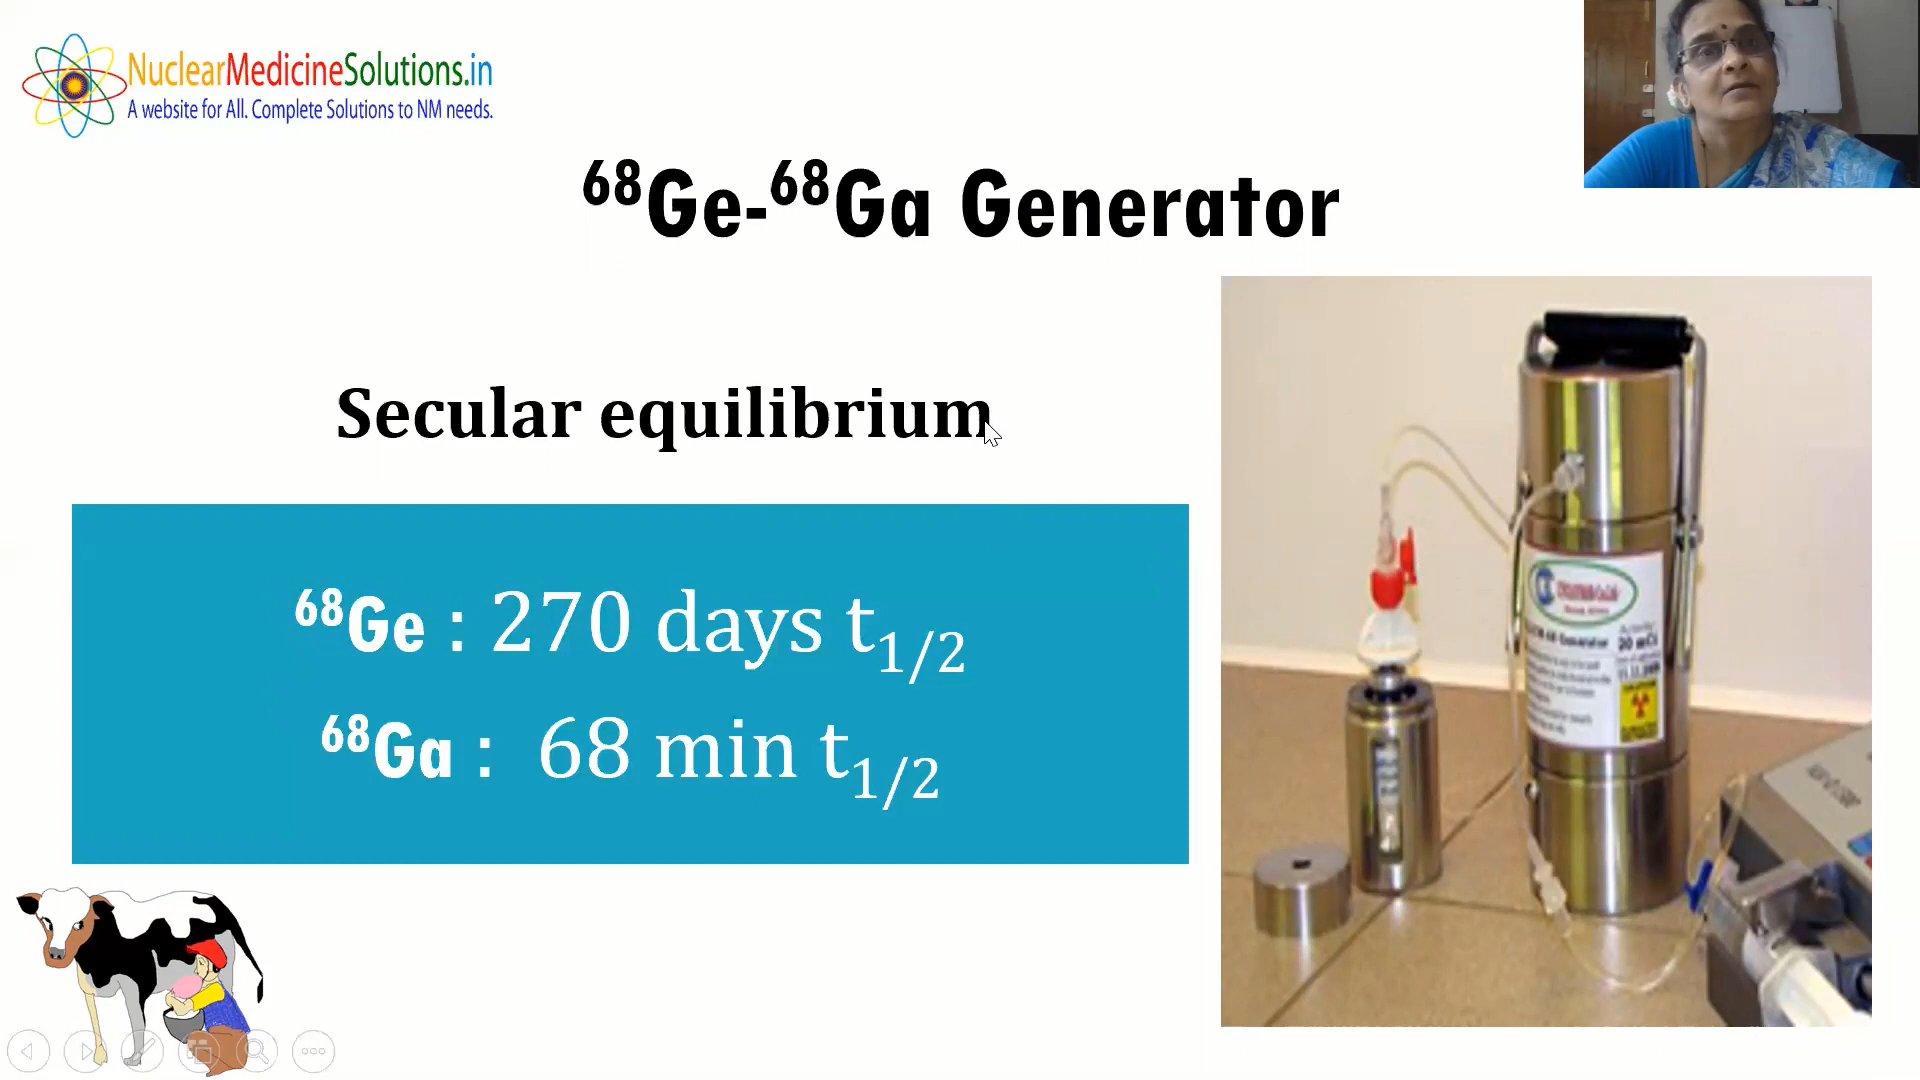 NuclearMedicineSolutions.in
A website for All. Complete Solutions to NM needs.
⁶⁸Ge-⁶⁸Ga Generator
Secular equilibrium
⁶⁸Ge : 270 days t₁/₂
⁶⁸Ga : 68 min t₁/₂
Generator